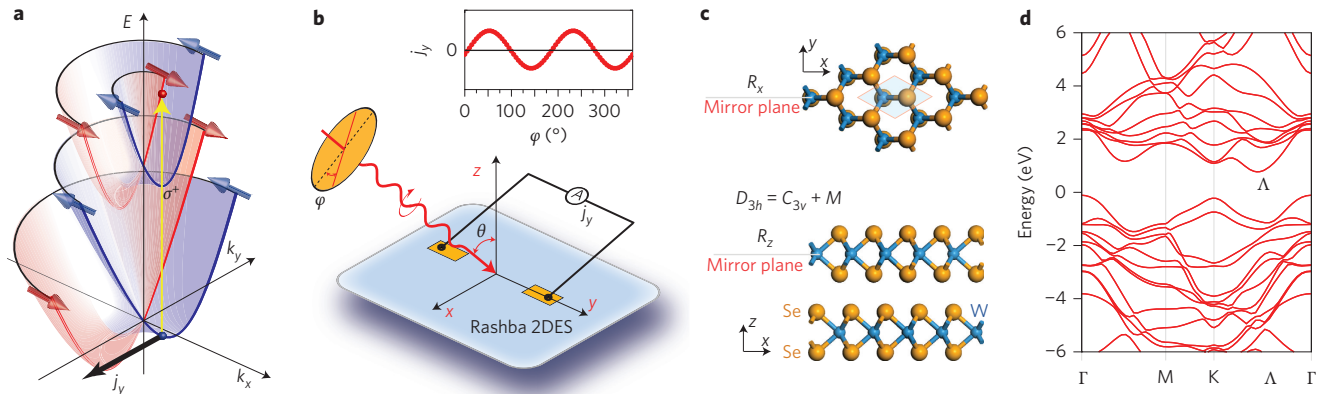 a
E
σ+
ky
kx
jy
b
jy
0
0
100
200
300
φ (°)
φ
z
A
jy
θ
x
y
Rashba 2DES
c
y
x
Rx
Mirror plane
D3h = C3v + M
Rz
Mirror plane
Se
W
z
x
Se
d
Energy (eV)
6
4
2
0
−2
−4
−6
Λ
Γ
M
K
Λ
Γ